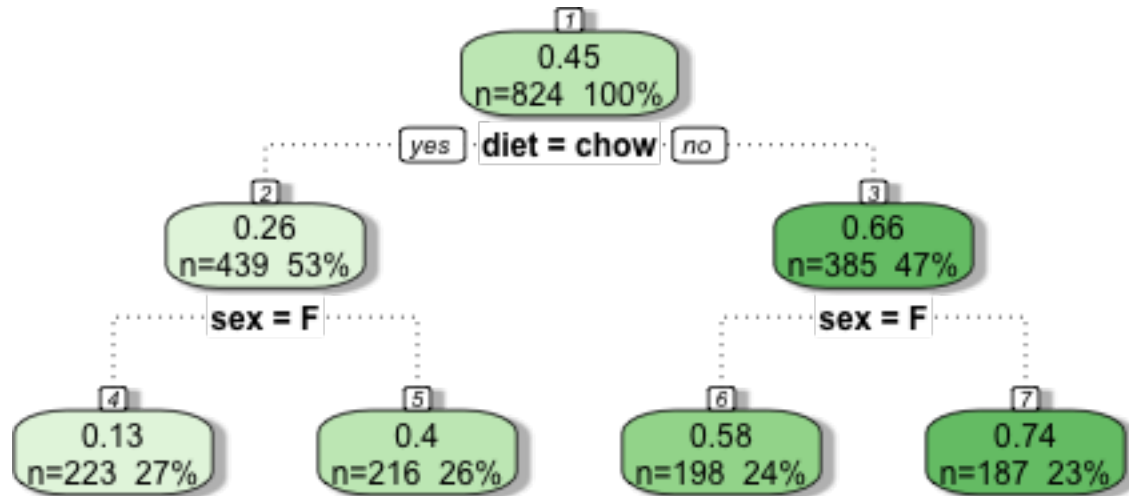 1
0.45
n=824 100%
yes diet = chow no
2
0.26
n=439 53%
3
0.66
n=385 47%
sex = F
sex = F
4
0.13
n=223 27%
5
0.4
n=216 26%
6
0.58
n=198 24%
7
0.74
n=187 23%